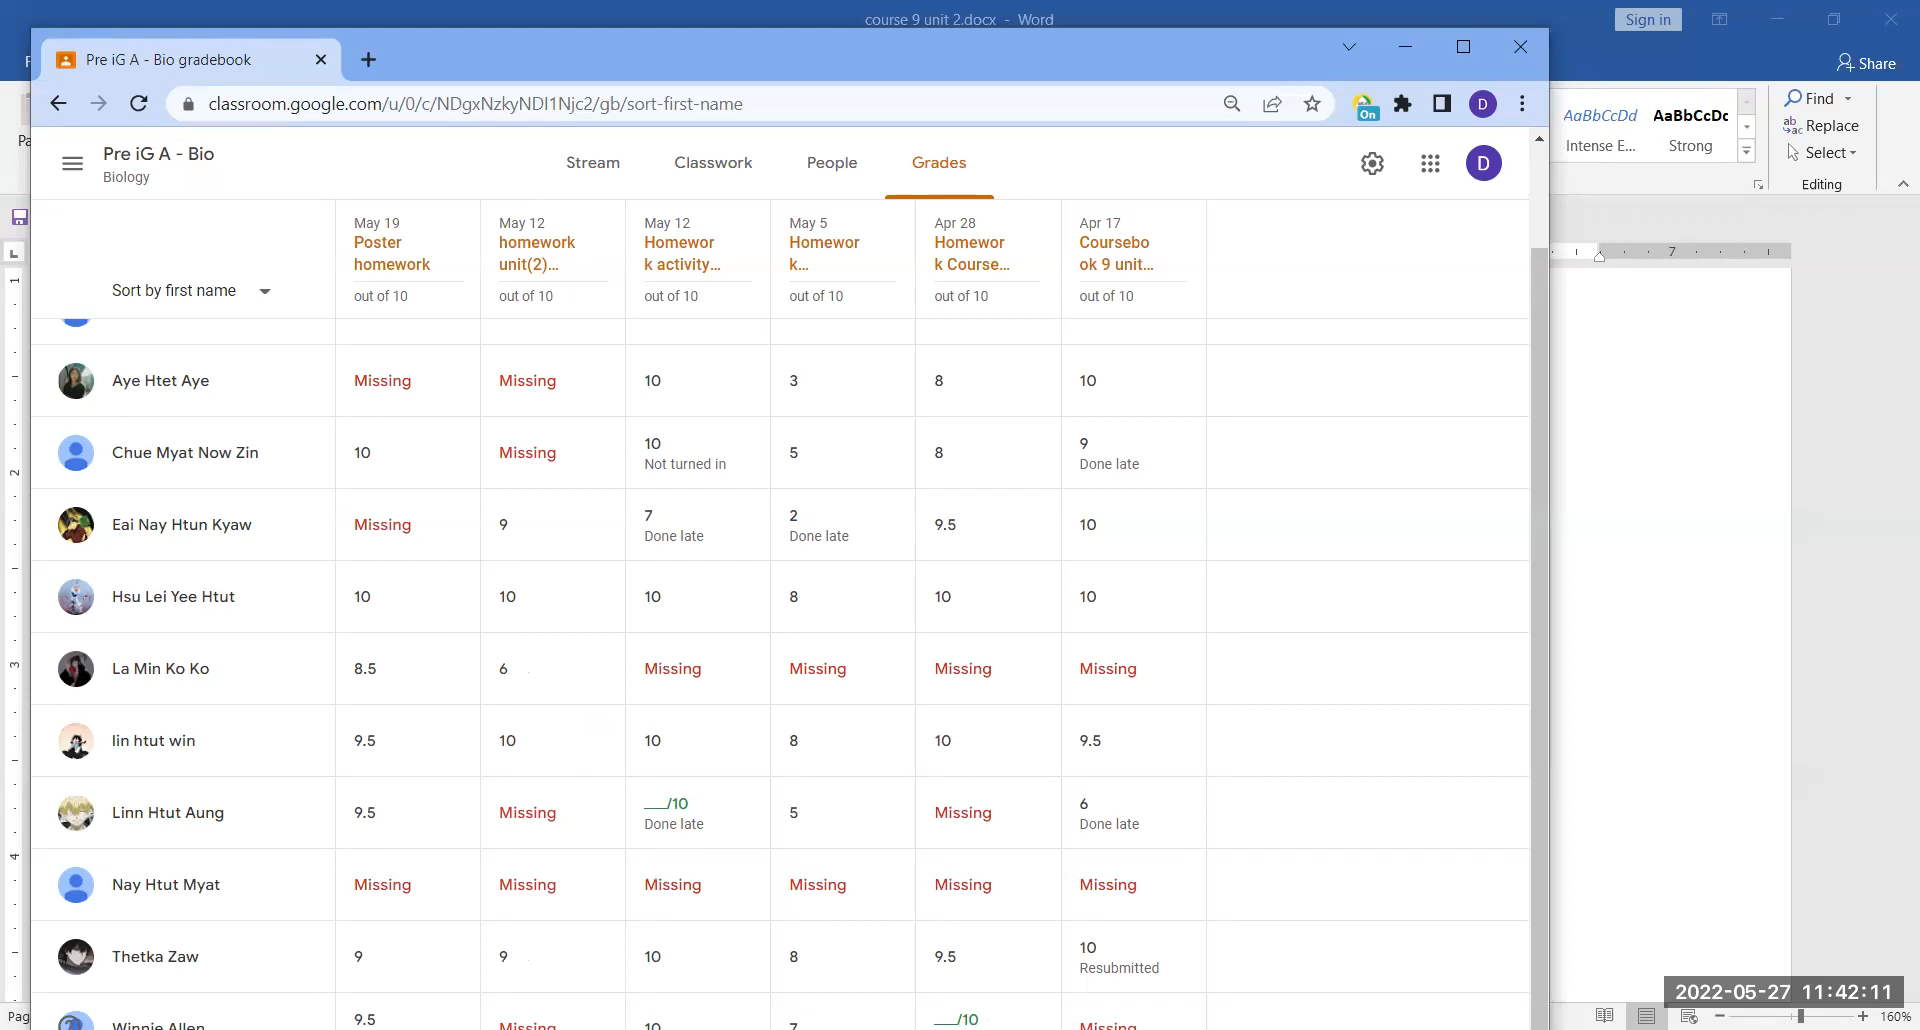 course 9 unit 2.docx - Word
Sign in
Pre iG A - Bio gradebook
Share
classroom.google.com/u/0/c/NDgxNzkyNDI1Njc2/gb/sort-first-name
On
D
AaBbCcDd
AaBbCcDc
Intense E...
Strong
Find
Replace
Select
Editing
Pre iG A - Bio
Biology
Stream
Classwork
People
Grades
D
Sort by first name
May 19
Poster
homework
out of 10
May 12
homework
unit(2)...
out of 10
May 12
Homewor
k activity...
out of 10
May 5
Homewor
k...
out of 10
Apr 28
Homewor
k Course...
out of 10
Apr 17
Coursebo
ok 9 unit...
out of 10
7
Aye Htet Aye Missing Missing 10 3 8 10
Chue Myat Now Zin 10 Missing 10 5 8 9
Not turned in Done late
Eai Nay Htun Kyaw Missing 9 7 2 9.5 10
Done late Done late
Hsu Lei Yee Htut 10 10 10 8 10 10
La Min Ko Ko 8.5 6 Missing Missing Missing Missing
lin htut win 9.5 10 10 8 10 9.5
Linn Htut Aung 9.5 Missing ___/10 5 Missing 6
Done late Done late
Nay Htut Myat Missing Missing Missing Missing Missing Missing
Thetka Zaw 9 9 10 8 9.5 10
Resubmitted
Winnie Allen 9.5 Missing 10 7 ___/10 Missing
1
2
3
4
Pag
2022-05-27 11:42:11
160%